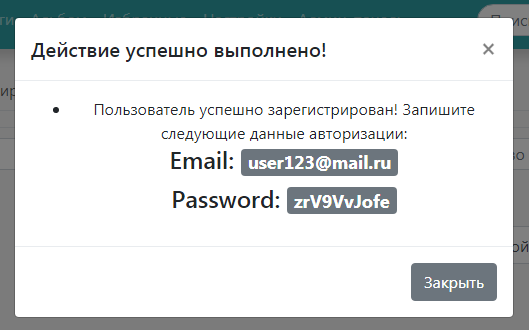 Действие успешно выполнено!
×
Пользователь успешно зарегистрирован! Запишите
следующие данные авторизации:
Email: user123@mail.ru
Password: zrV9VvJofe
Закрыть